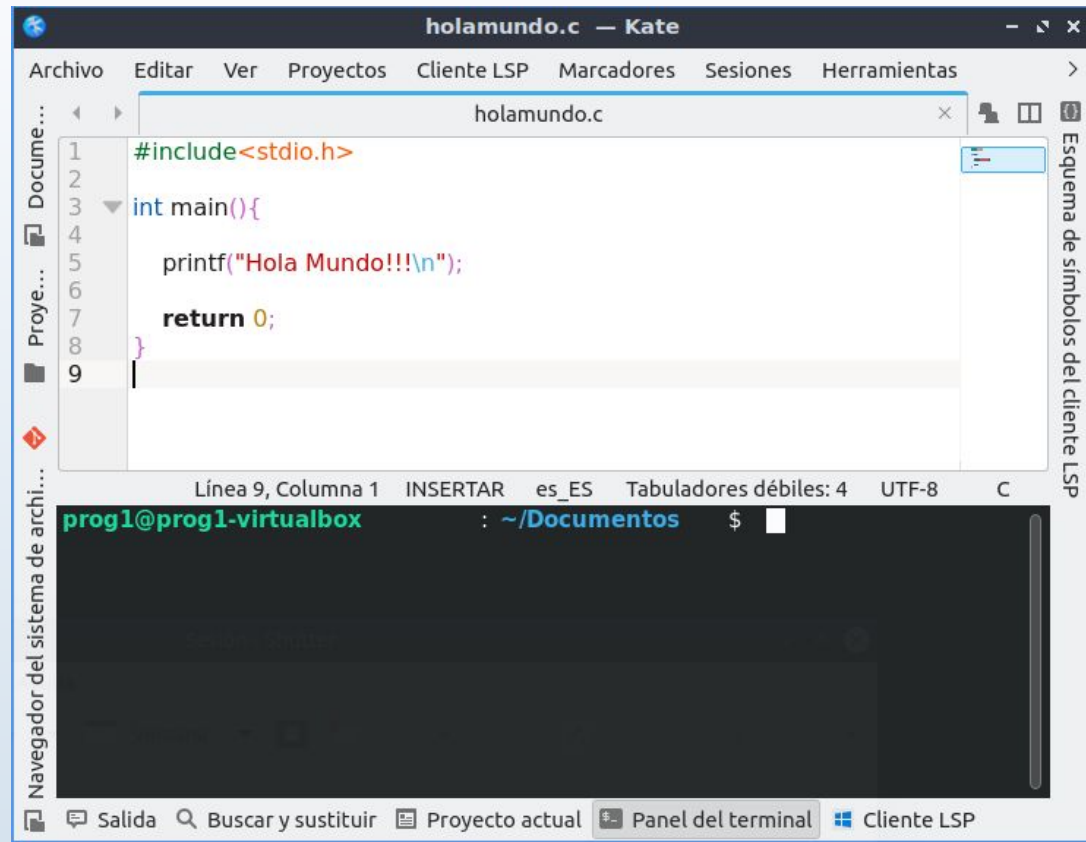 holamundo.c — Kate
Archivo Editar Ver Proyectos Cliente LSP Marcadores Sesiones Herramientas >
holamundo.c
Docume...
Proye...
Navegador del sistema de archi...
1 #include<stdio.h>
2
3 int main(){
4
5 printf("Hola Mundo!!!\n");
6
7 return 0;
8 }
9
Esquema de símbolos del cliente LSP
Línea 9, Columna 1 INSERTAR es_ES Tabuladores débiles: 4 UTF-8 C
prog1@prog1-virtualbox : ~/Documentos $
Salida Buscar y sustituir Proyecto actual Panel del terminal Cliente LSP